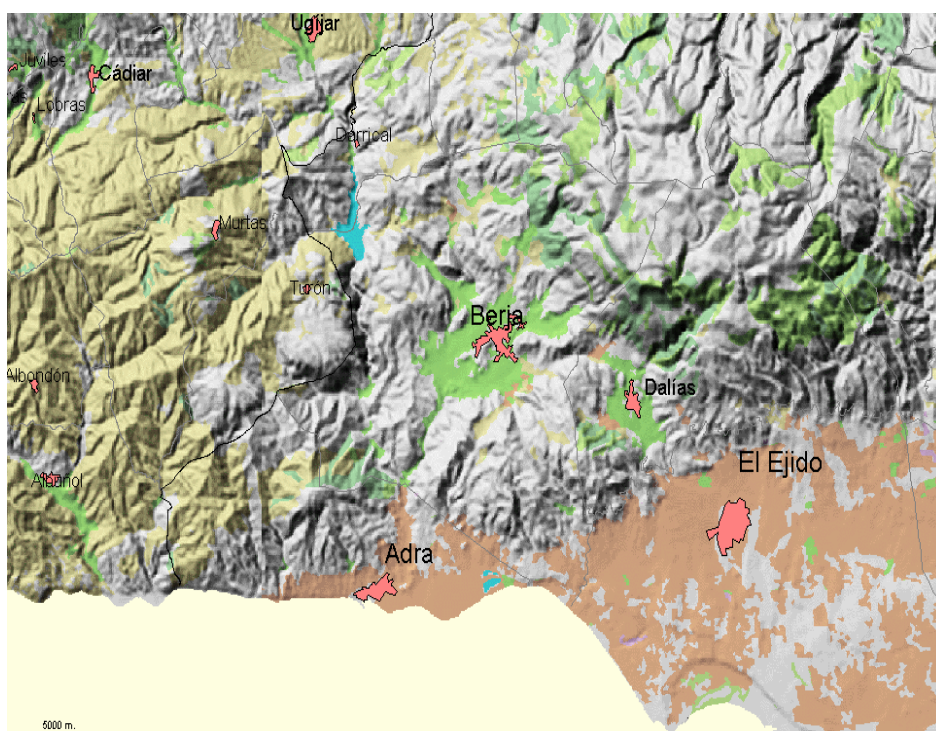 Ugíjar
Juviles
Cádiar
Lobras
Darrical
Murtas
Turón
Berja
Albondón
Dalías
El Ejido
Albuñol
Adra
5000 m.